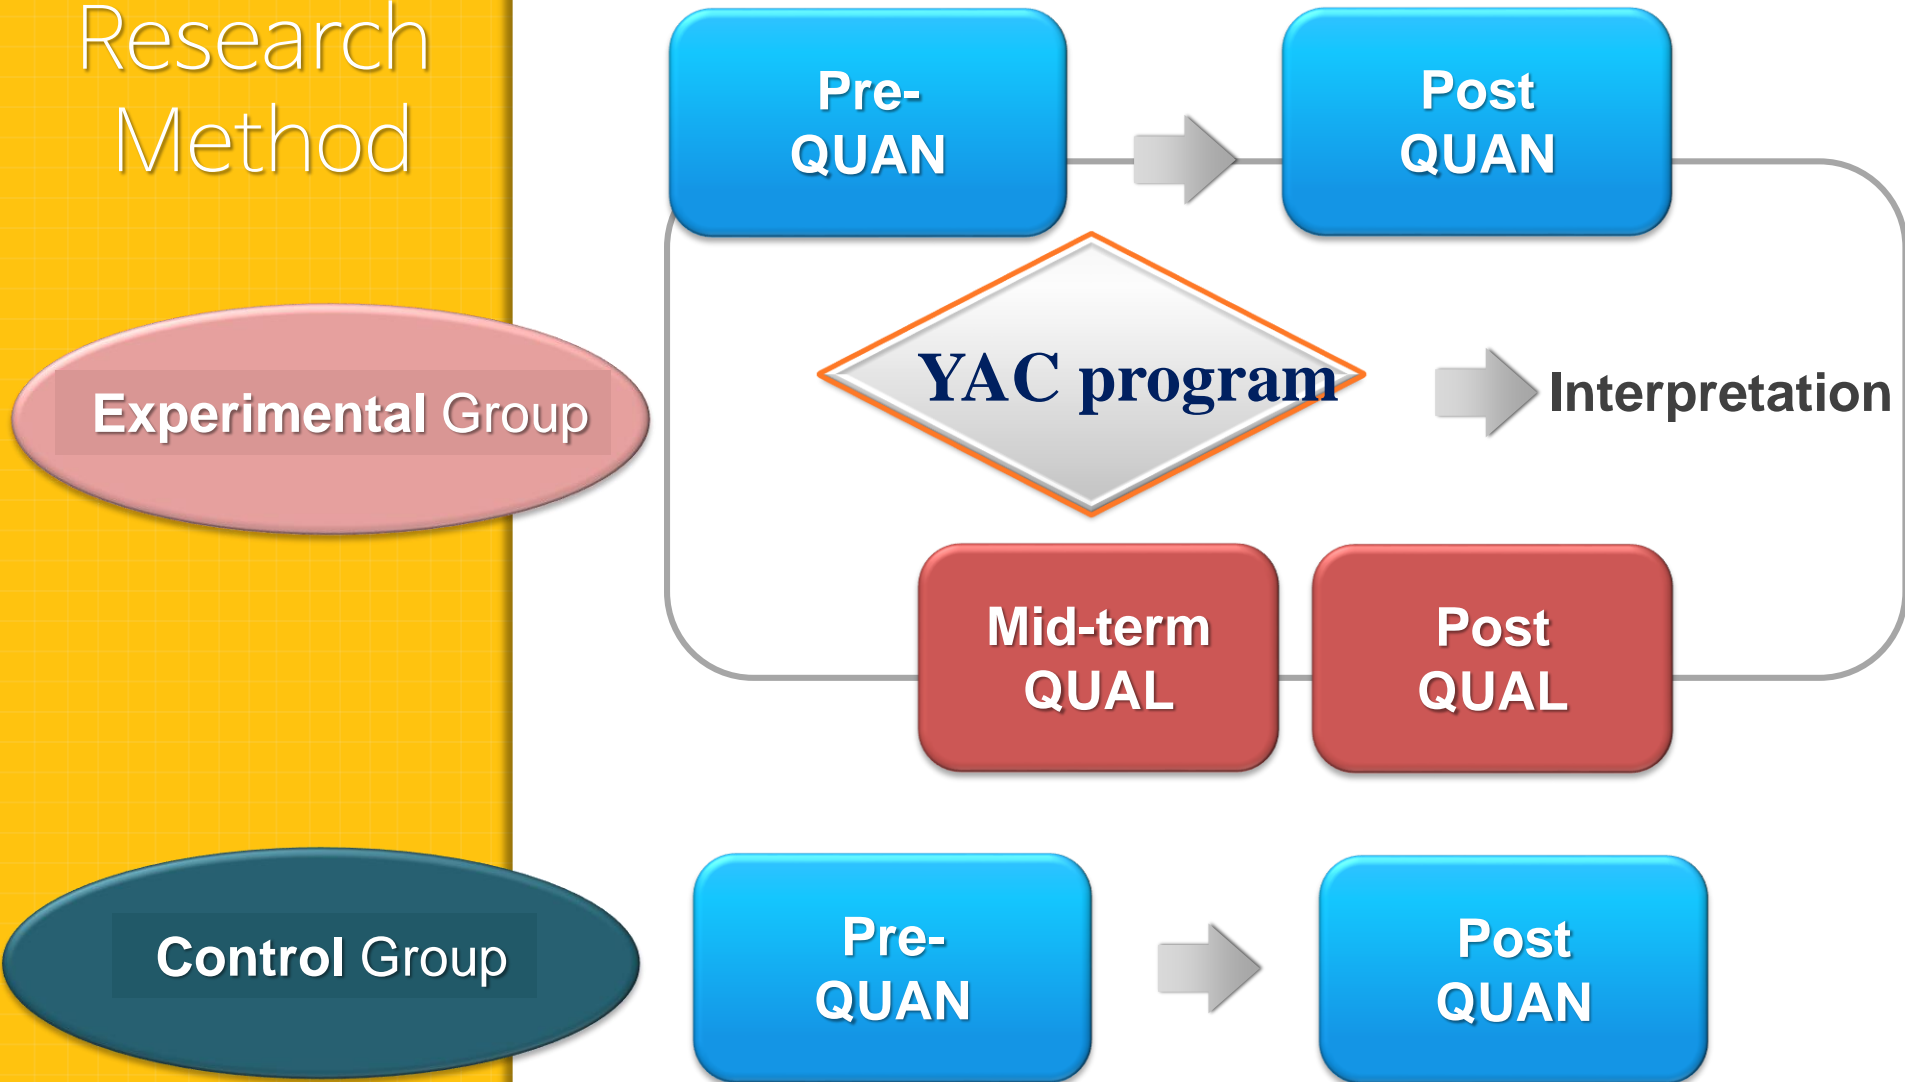 Research
Method
Pre-
QUAN
Post
QUAN
Experimental Group
YAC program
Interpretation
Mid-term
QUAL
Post
QUAL
Control Group
Pre-
QUAN
Post
QUAN